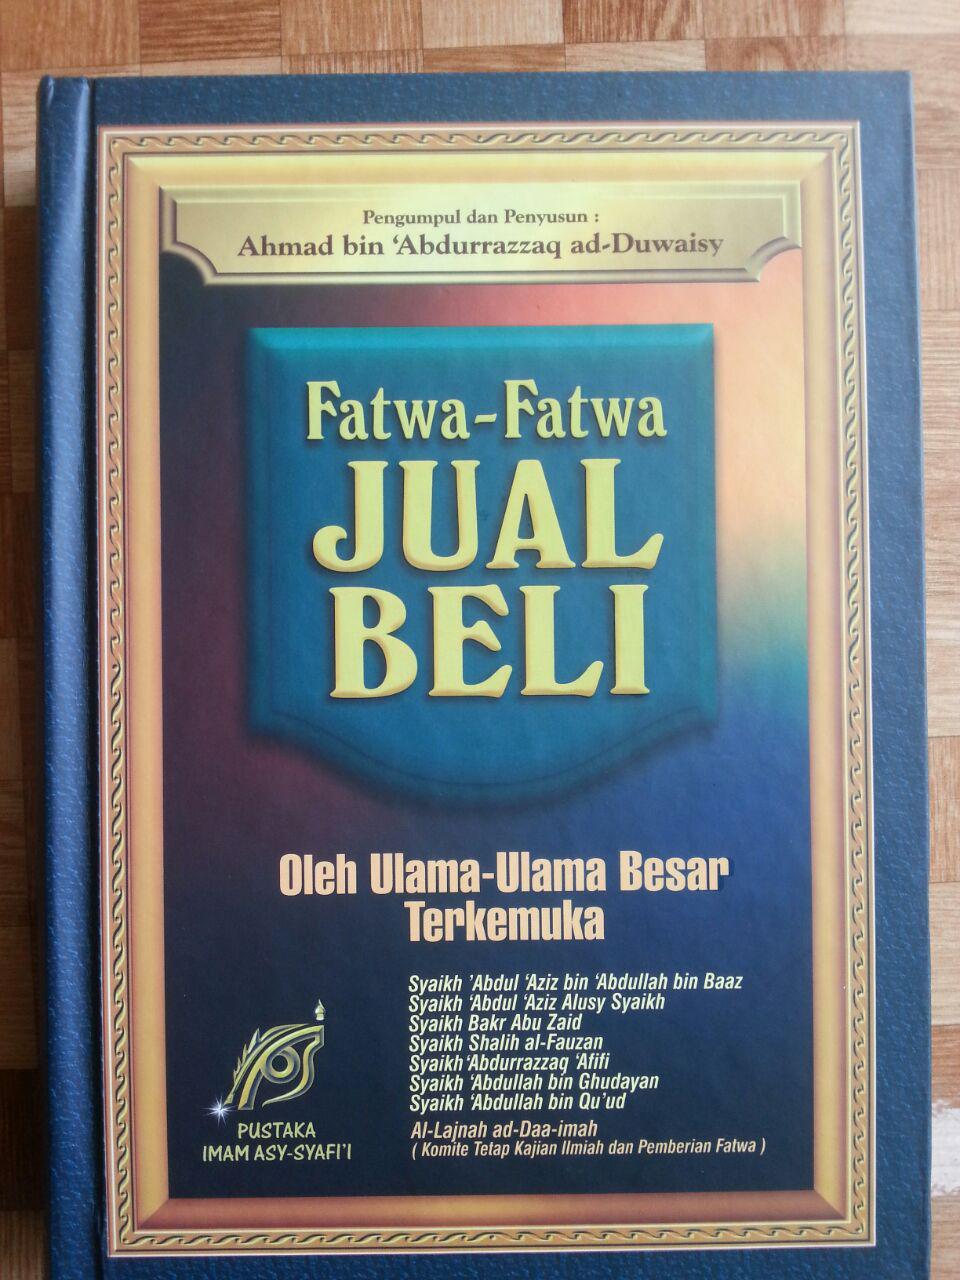 Pengumpul dan Penyusun :
Ahmad bin ‘Abdurrazzaq ad-Duwaisy
Fatwa-Fatwa
JUAL
BELI
Oleh Ulama-Ulama Besar
Terkemuka
Syaikh ’Abdul ‘Aziz bin ‘Abdullah bin Baaz
Syaikh ‘Abdul ‘Aziz Alusy Syaikh
Syaikh Bakr Abu Zaid
Syaikh Shalih al-Fauzan
Syaikh ‘Abdurrazzaq ‘Afifi
Syaikh ‘Abdullah bin Ghudayan
Syaikh ‘Abdullah bin Qu’ud
Al-Lajnah ad-Daa-imah
( Komite Tetap Kajian Ilmiah dan Pemberian Fatwa )
PUSTAKA
IMAM ASY-SYAFI’I